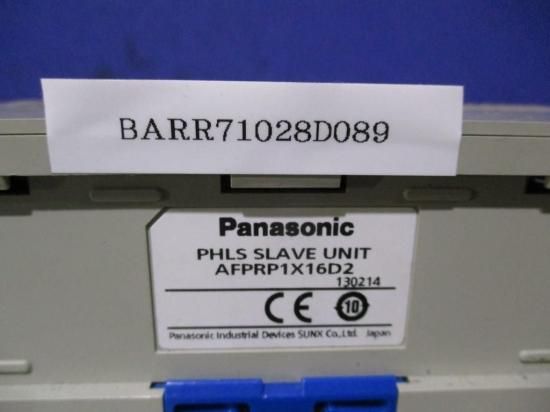 BARR71028D089
Panasonic
PHLS SLAVE UNIT
AFPRP1X16D2
130214
CE 10
Panasonic Industrial Devices SUNX Co.,Ltd. Japan